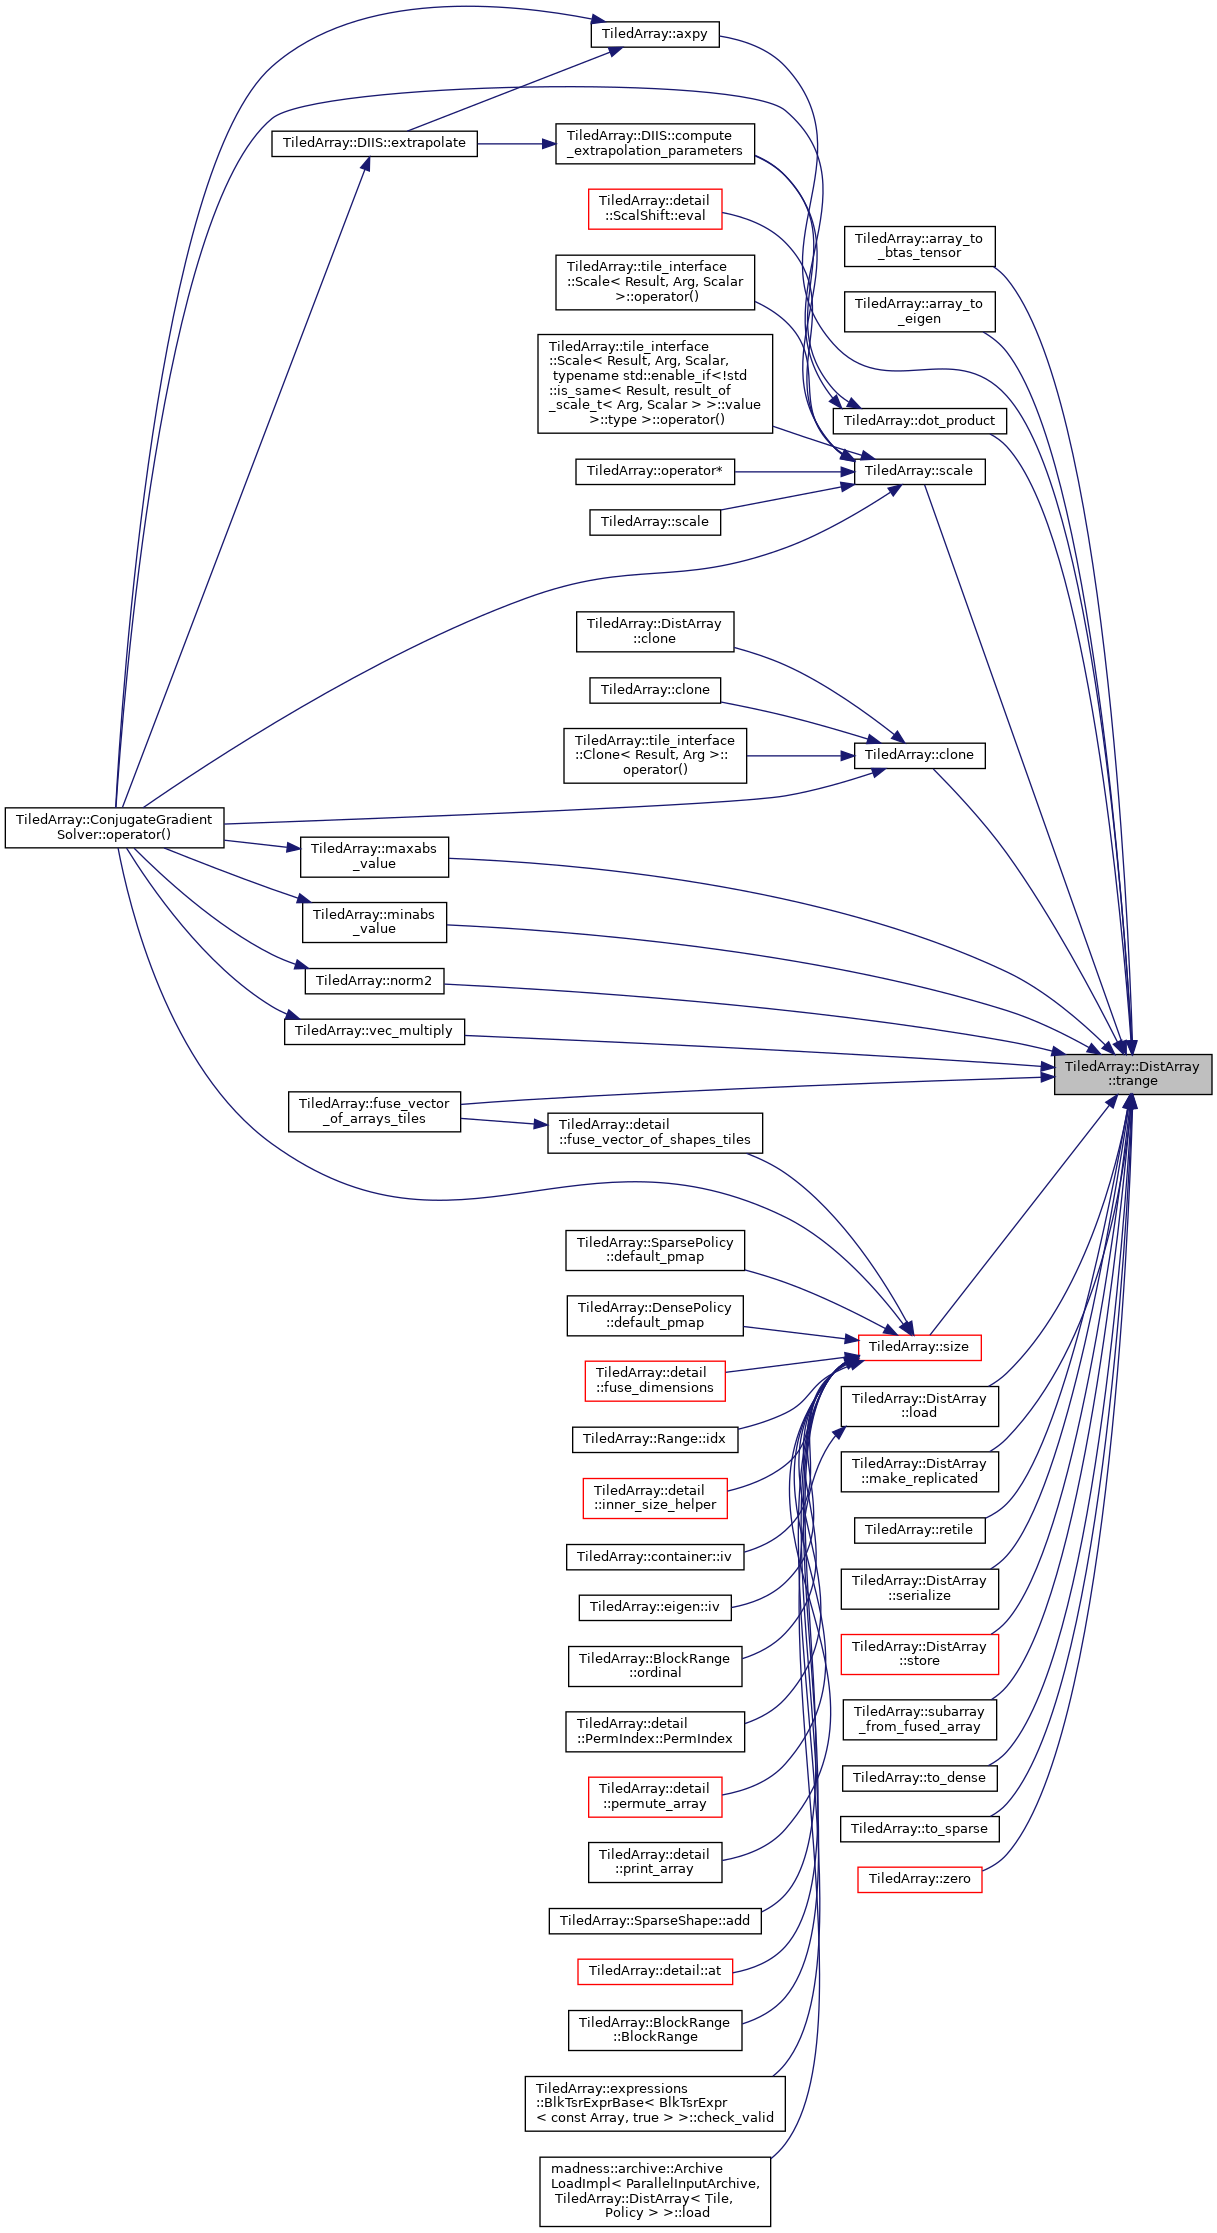 TiledArray::axpy
TiledArray::DIIS::extrapolate
TiledArray::DIIS::compute
_extrapolation_parameters
TiledArray::detail
::ScalShift::eval
TiledArray::array_to
_btas_tensor
TiledArray::tile_interface
::Scale< Result, Arg, Scalar
>::operator()
TiledArray::array_to
_eigen
TiledArray::tile_interface
::Scale< Result, Arg, Scalar,
typename std::enable_if<!std
::is_same< Result, result_of
_scale_t< Arg, Scalar > >::value
>::type >::operator()
TiledArray::dot_product
TiledArray::operator*
TiledArray::scale
TiledArray::scale
TiledArray::DistArray
::clone
TiledArray::clone
TiledArray::tile_interface
::Clone< Result, Arg >::
operator()
TiledArray::clone
TiledArray::ConjugateGradient
Solver::operator()
TiledArray::maxabs
_value
TiledArray::minabs
_value
TiledArray::norm2
TiledArray::vec_multiply
TiledArray::DistArray
::trange
TiledArray::fuse_vector
_of_arrays_tiles
TiledArray::detail
::fuse_vector_of_shapes_tiles
TiledArray::SparsePolicy
::default_pmap
TiledArray::DensePolicy
::default_pmap
TiledArray::size
TiledArray::detail
::fuse_dimensions
TiledArray::DistArray
::load
TiledArray::Range::idx
TiledArray::DistArray
::make_replicated
TiledArray::detail
::inner_size_helper
TiledArray::retile
TiledArray::container::iv
TiledArray::DistArray
::serialize
TiledArray::eigen::iv
TiledArray::BlockRange
::ordinal
TiledArray::DistArray
::store
TiledArray::detail
::PermIndex::PermIndex
TiledArray::subarray
_from_fused_array
TiledArray::detail
::permute_array
TiledArray::to_dense
TiledArray::to_sparse
TiledArray::detail
::print_array
TiledArray::zero
TiledArray::SparseShape::add
TiledArray::detail::at
TiledArray::BlockRange
::BlockRange
TiledArray::expressions
::BlkTsrExprBase< BlkTsrExpr
< const Array, true > >::check_valid
madness::archive::Archive
LoadImpl< ParallelInputArchive,
TiledArray::DistArray< Tile,
Policy > >::load